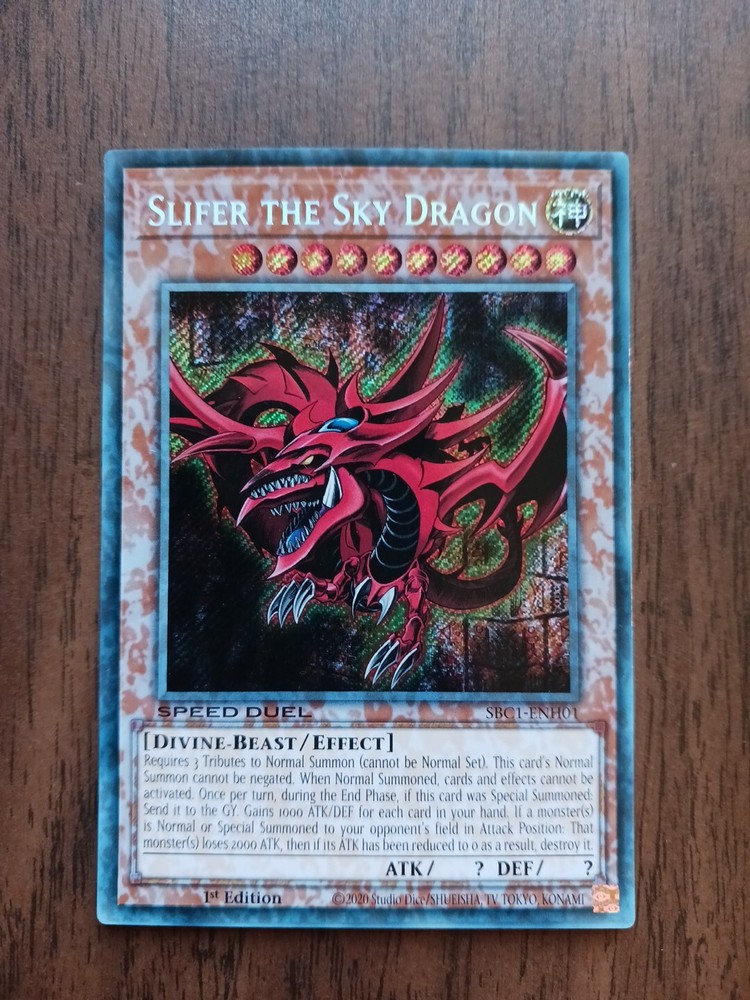 SLIFER THE SKY DRAGON 神
SPEED DUEL SBC1-ENH01
[DIVINE-BEAST/EFFECT]
Requires 3 Tributes to Normal Summon (cannot be Normal Set). This card's Normal
Summon cannot be negated. When Normal Summoned, cards and effects cannot be
activated. Once per turn, during the End Phase, if this card was Special Summoned:
Send it to the GY. Gains 1000 ATK/DEF for each card in your hand. If a monster(s)
is Normal or Special Summoned to your opponent's field in Attack Position: That
monster(s) loses 2000 ATK, then if its ATK has been reduced to 0 as a result, destroy it.
ATK/ ? DEF/ ?
1st Edition ©2020 Studio Dice/SHUEISHA, TV TOKYO, KONAMI